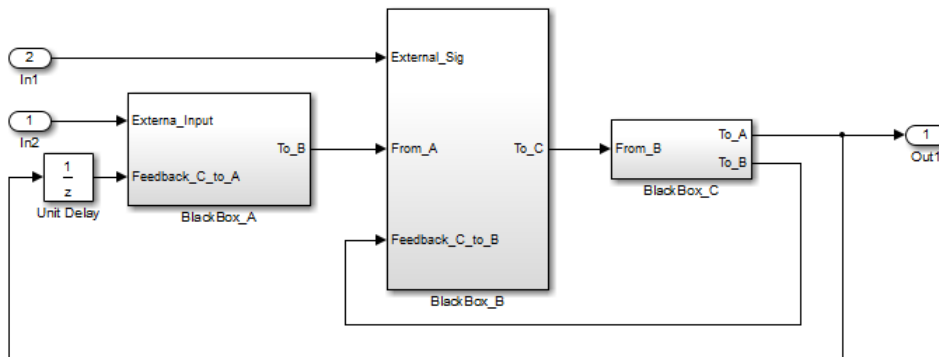 2
In1
External_Sig
1
In2
Externa_Input
To_B
From_A
To_C
From_B
To_A
To_B
1
Out1
BlackBox_C
1
z
Unit Delay
Feedback_C_to_A
BlackBox_A
Feedback_C_to_B
BlackBox_B